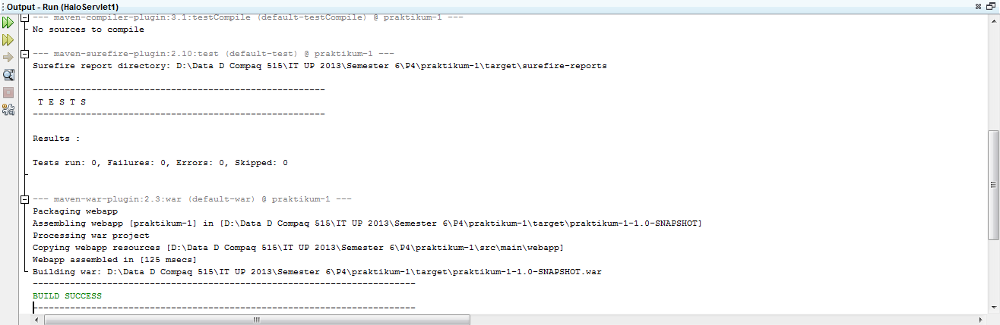 Output - Run (HaloServlet1)
--- maven-compiler-plugin:3.1:testCompile (default-testCompile) @ praktikum-1 ---
No sources to compile
--- maven-surefire-plugin:2.10:test (default-test) @ praktikum-1 ---
Surefire report directory: D:\Data D Compaq 515\IT UP 2013\Semester 6\P4\praktikum-1\target\surefire-reports
-------------------------------------------------------
T E S T S
-------------------------------------------------------
Results :
Tests run: 0, Failures: 0, Errors: 0, Skipped: 0
--- maven-war-plugin:2.3:war (default-war) @ praktikum-1 ---
Packaging webapp
Assembling webapp [praktikum-1] in [D:\Data D Compaq 515\IT UP 2013\Semester 6\P4\praktikum-1\target\praktikum-1-1.0-SNAPSHOT]
Processing war project
Copying webapp resources [D:\Data D Compaq 515\IT UP 2013\Semester 6\P4\praktikum-1\src\main\webapp]
Webapp assembled in [125 msecs]
Building war: D:\Data D Compaq 515\IT UP 2013\Semester 6\P4\praktikum-1\target\praktikum-1-1.0-SNAPSHOT.war
------------------------------------------------------------------------
BUILD SUCCESS
------------------------------------------------------------------------